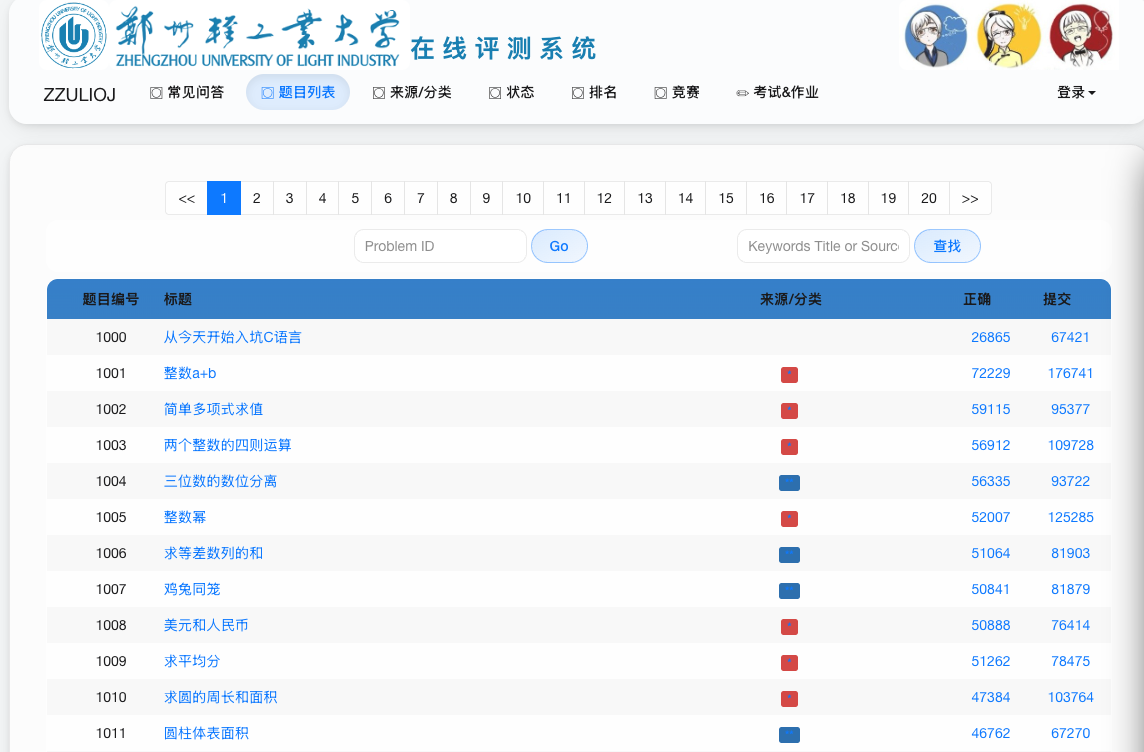 郑州轻工业大学
ZHENGZHOU UNIVERSITY OF LIGHT INDUSTRY
在线评测系统
ZZULIOJ 常见问答 题目列表 来源/分类 状态 排名 竞赛 考试&作业 登录
<< 1 2 3 4 5 6 7 8 9 10 11 12 13 14 15 16 17 18 19 20 >>
Problem ID Go Keywords Title or Sourc 查找
题目编号 标题 来源/分类 正确 提交
1000 从今天开始入坑C语言 26865 67421
1001 整数a+b 72229 176741
1002 简单多项式求值 59115 95377
1003 两个整数的四则运算 56912 109728
1004 三位数的数位分离 56335 93722
1005 整数幂 52007 125285
1006 求等差数列的和 51064 81903
1007 鸡兔同笼 50841 81879
1008 美元和人民币 50888 76414
1009 求平均分 51262 78475
1010 求圆的周长和面积 47384 103764
1011 圆柱体表面积 46762 67270